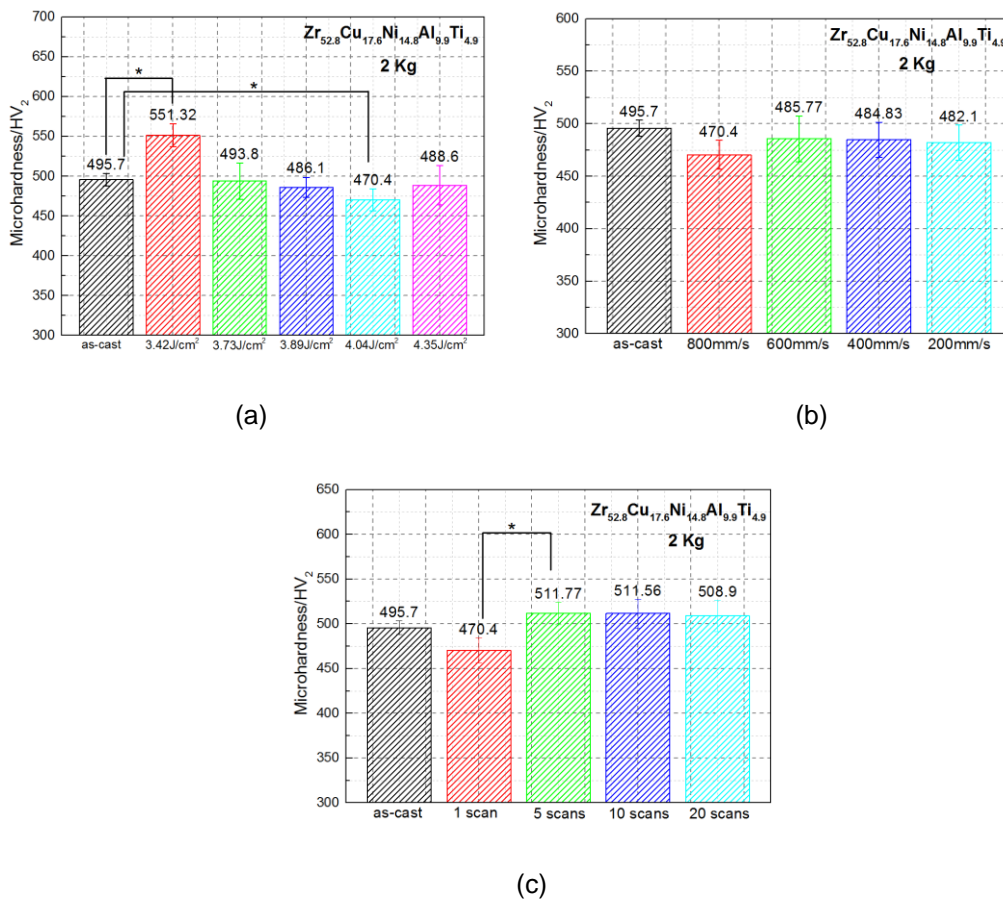 700
650
600
550
500
450
400
350
300
Microhardness/HV₂
Zr₅₂.₈Cu₁₇.₆Ni₁₄.₈Al₉.₉Ti₄.₉
2 Kg
*
*
495.7
551.32
493.8
486.1
470.4
488.6
as-cast 3.42J/cm² 3.73J/cm² 3.89J/cm² 4.04J/cm² 4.35J/cm²
(a)
600
550
500
450
400
350
300
Microhardness/HV₂
Zr₅₂.₈Cu₁₇.₆Ni₁₄.₈Al₉.₉Ti₄.₉
2 Kg
495.7
470.4
485.77
484.83
482.1
as-cast 800mm/s 600mm/s 400mm/s 200mm/s
(b)
650
600
550
500
450
400
350
300
Microhardness/HV₂
Zr₅₂.₈Cu₁₇.₆Ni₁₄.₈Al₉.₉Ti₄.₉
2 Kg
*
495.7
470.4
511.77
511.56
508.9
as-cast 1 scan 5 scans 10 scans 20 scans
(c)